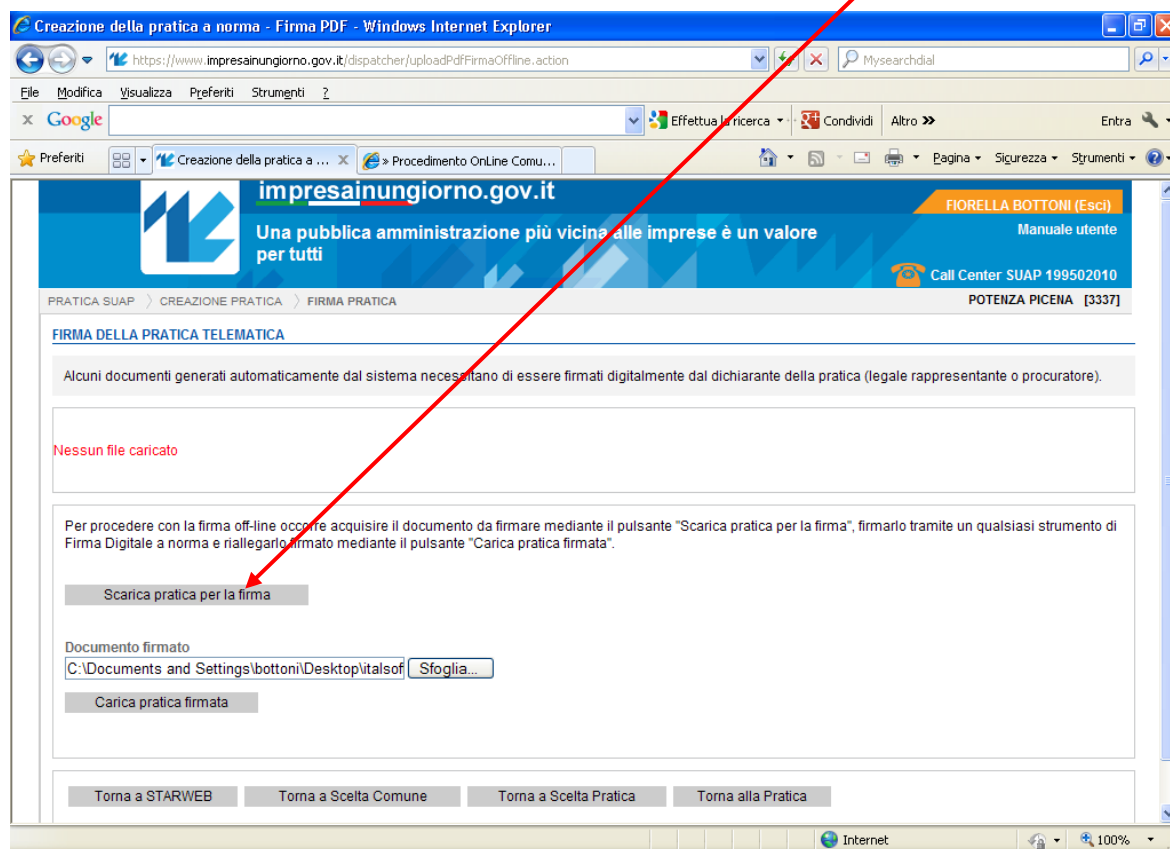 Creazione della pratica a norma - Firma PDF - Windows Internet Explorer
https://www.impresainungiorno.gov.it/dispatcher/uploadPdfFirmaOffline.action
Mysearchdial
File Modifica Visualizza Preferiti Strumenti ?
x Google Effettua la ricerca Condividi Altro » Entra
Preferiti Creazione della pratica a ... X » Procedimento OnLine Comu... Pagina Sicurezza Strumenti
impresainungiorno.gov.it
FIORELLA BOTTONI (Esci)
Una pubblica amministrazione più vicina alle imprese è un valore
per tutti
Manuale utente
Call Center SUAP 199502010
PRATICA SUAP > CREAZIONE PRATICA > FIRMA PRATICA
POTENZA PICENA [3337]
FIRMA DELLA PRATICA TELEMATICA
Alcuni documenti generati automaticamente dal sistema necessitano di essere firmati digitalmente dal dichiarante della pratica (legale rappresentante o procuratore).
Nessun file caricato
Per procedere con la firma off-line occorre acquisire il documento da firmare mediante il pulsante "Scarica pratica per la firma", firmarlo tramite un qualsiasi strumento di
Firma Digitale a norma e riallegarlo firmato mediante il pulsante "Carica pratica firmata".
Scarica pratica per la firma
Documento firmato
C:\Documents and Settings\bottoni\Desktop\italsof Sfoglia...
Carica pratica firmata
Torna a STARWEB Torna a Scelta Comune Torna a Scelta Pratica Torna alla Pratica
Internet 100%